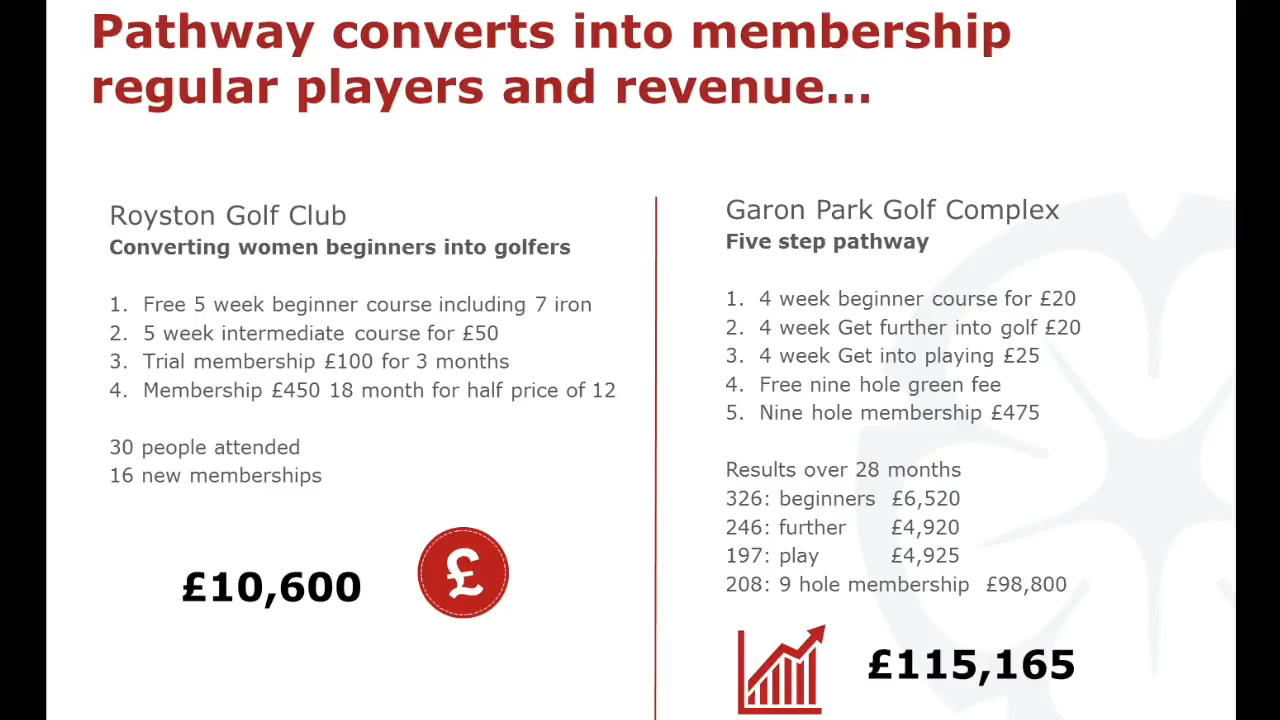 Pathway converts into membership
regular players and revenue...
Royston Golf Club
Converting women beginners into golfers
1. Free 5 week beginner course including 7 iron
2. 5 week intermediate course for £50
3. Trial membership £100 for 3 months
4. Membership £450 18 month for half price of 12
30 people attended
16 new memberships
£10,600
£
Garon Park Golf Complex
Five step pathway
1. 4 week beginner course for £20
2. 4 week Get further into golf £20
3. 4 week Get into playing £25
4. Free nine hole green fee
5. Nine hole membership £475
Results over 28 months
326: beginners £6,520
246: further £4,920
197: play £4,925
208: 9 hole membership £98,800
£115,165